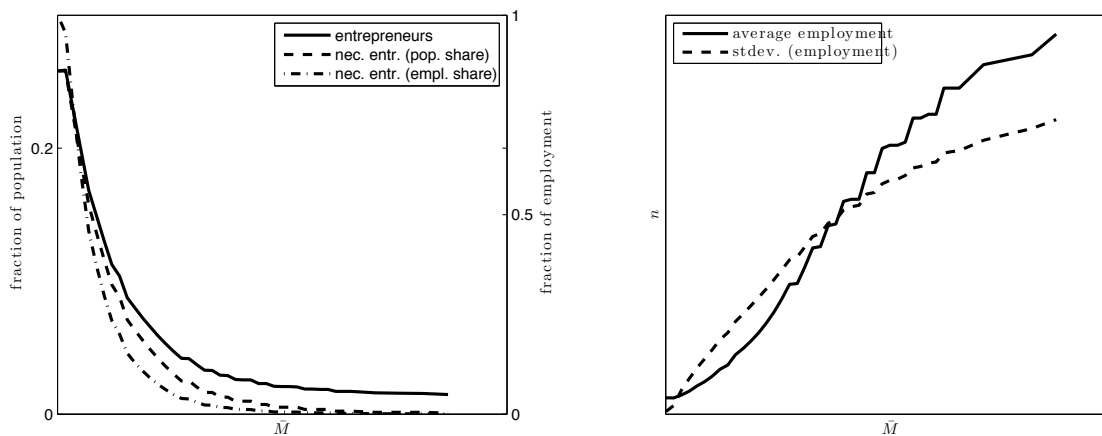 fraction of population
0.2
0
entrepreneurs
nec. entr. (pop. share)
nec. entr. (empl. share)
1
0.5
0
fraction of employment
M̄
n
average employment
stdev. (employment)
M̄